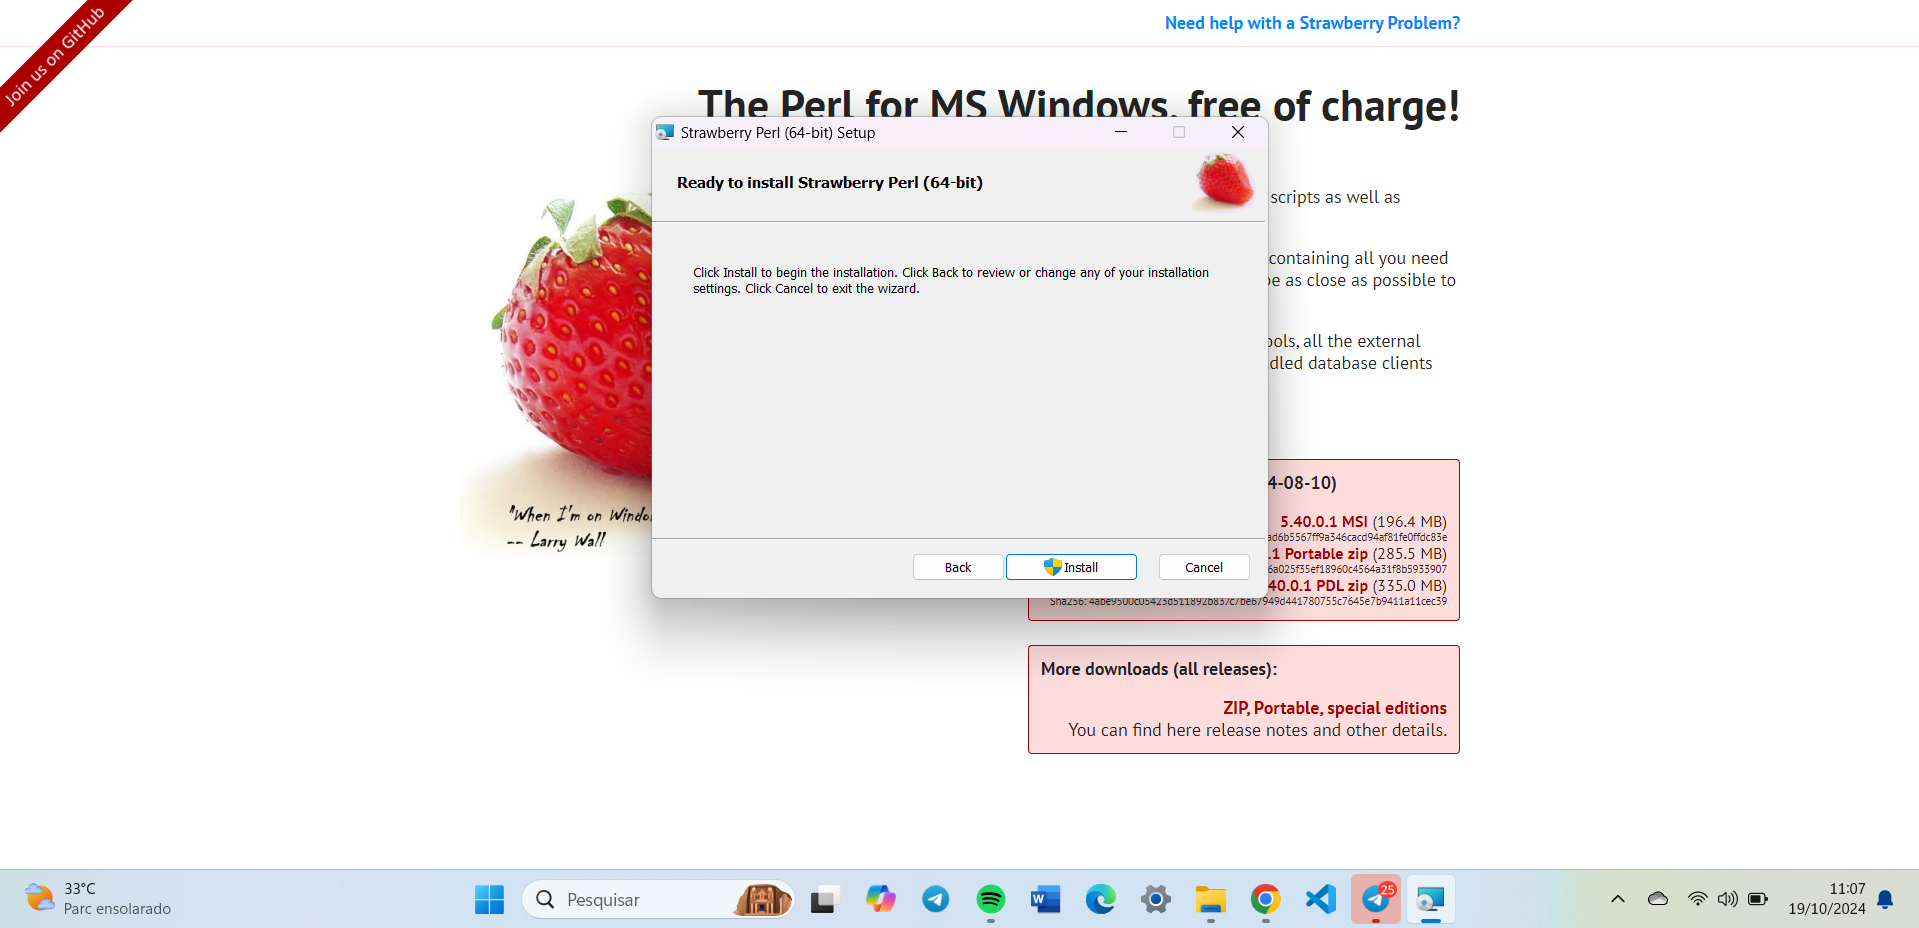 Join us on GitHub
Need help with a Strawberry Problem?
The Perl for MS Windows, free of charge!
Strawberry Perl (64-bit) Setup
Ready to install Strawberry Perl (64-bit)
Click Install to begin the installation. Click Back to review or change any of your installation
settings. Click Cancel to exit the wizard.
Back
Install
Cancel
scripts as well as
containing all you need
as close as possible to
all the external
database clients
"When I'm on
-- Larry Wall
4-08-10)
5.40.0.1 MSI (196.4 MB)
ad6b5567ff9a346cacd94af81fe0ffdc83e
.1 Portable zip (285.5 MB)
6a025f35ef18960c4564a31f8b5933907
40.0.1 PDL zip (335.0 MB)
More downloads (all releases):
ZIP, Portable, special editions
You can find here release notes and other details.
33°C
Parc ensolarado
Pesquisar
25
11:07
19/10/2024